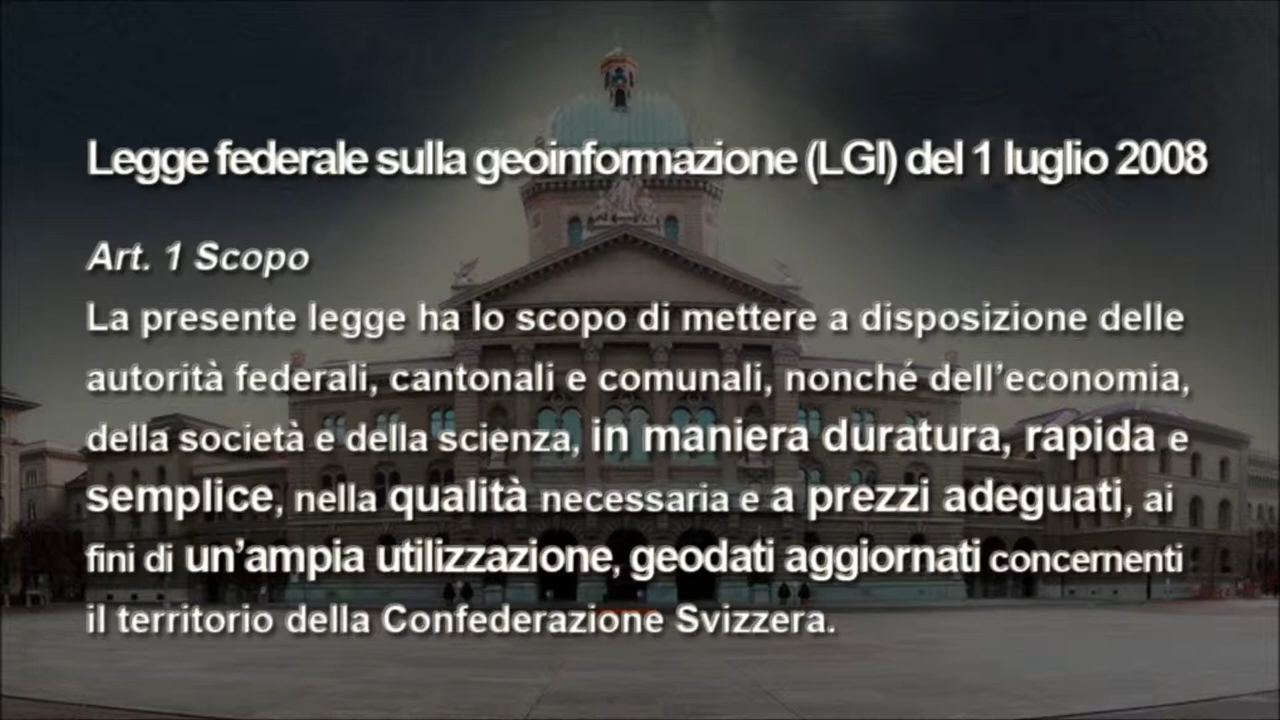 Legge federale sulla geoinformazione (LGI) del 1 luglio 2008
Art. 1 Scopo
La presente legge ha lo scopo di mettere a disposizione delle
autorità federali, cantonali e comunali, nonché dell’economia,
della società e della scienza, in maniera duratura, rapida e
semplice, nella qualità necessaria e a prezzi adeguati, ai
fini di un’ampia utilizzazione, geodati aggiornati concernenti
il territorio della Confederazione Svizzera.